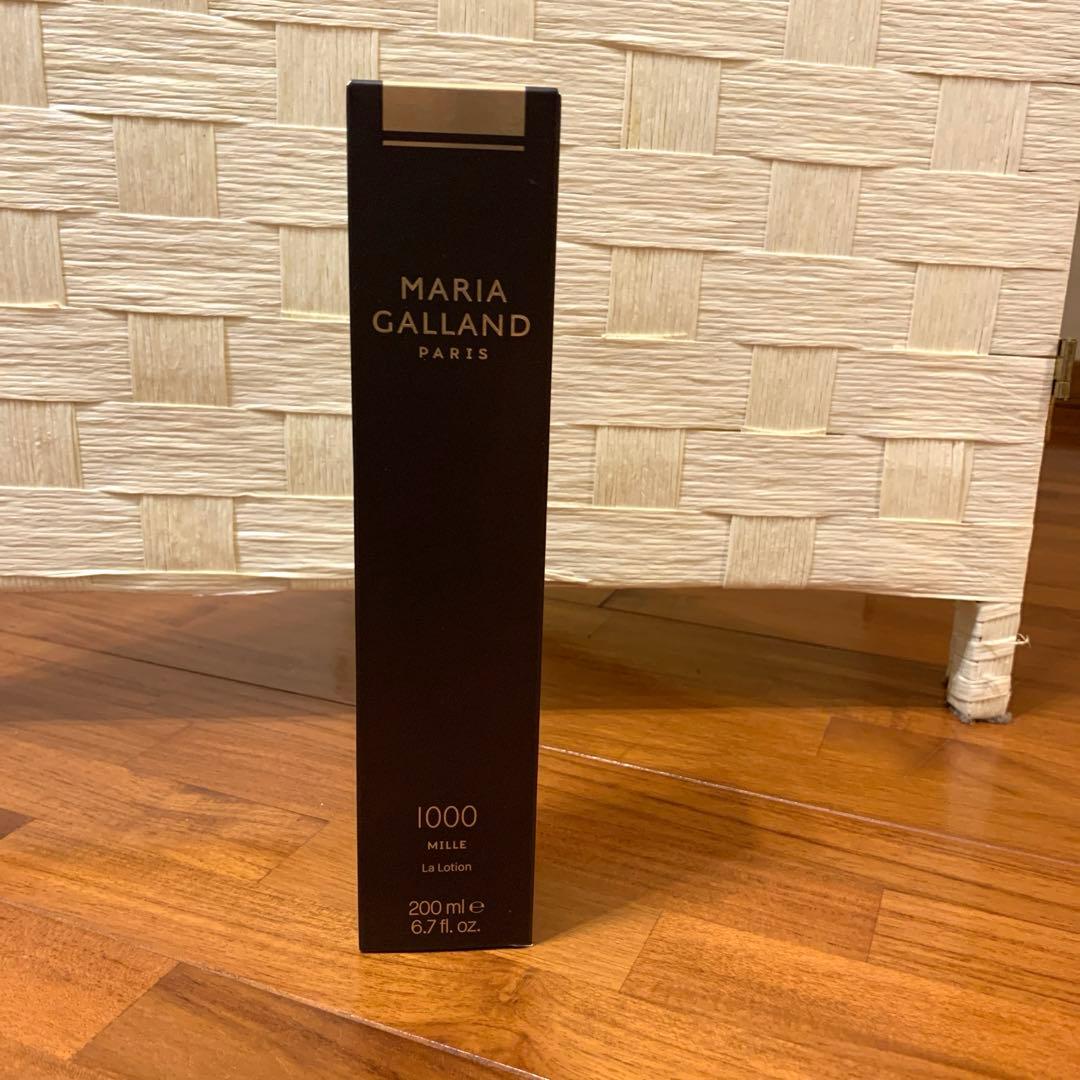 MARIA
GALLAND
PARIS
1000
MILLE
La Lotion
200 ml ℮
6.7 fl. oz.